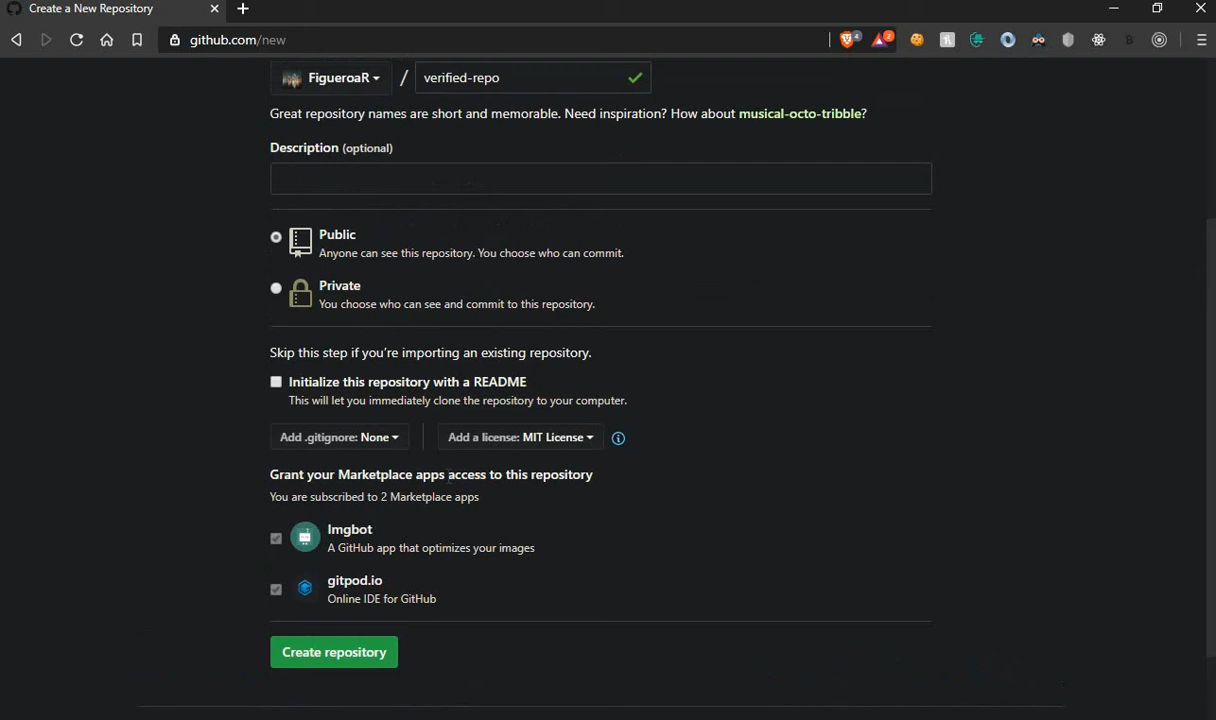 Create a New Repository
github.com/new
4
2
FigueroaR / verified-repo
Great repository names are short and memorable. Need inspiration? How about musical-octo-tribble?
Description (optional)
Public
Anyone can see this repository. You choose who can commit.
Private
You choose who can see and commit to this repository.
Skip this step if you’re importing an existing repository.
Initialize this repository with a README
This will let you immediately clone the repository to your computer.
Add .gitignore: None Add a license: MIT License
Grant your Marketplace apps access to this repository
You are subscribed to 2 Marketplace apps
Imgbot
A GitHub app that optimizes your images
gitpod.io
Online IDE for GitHub
Create repository